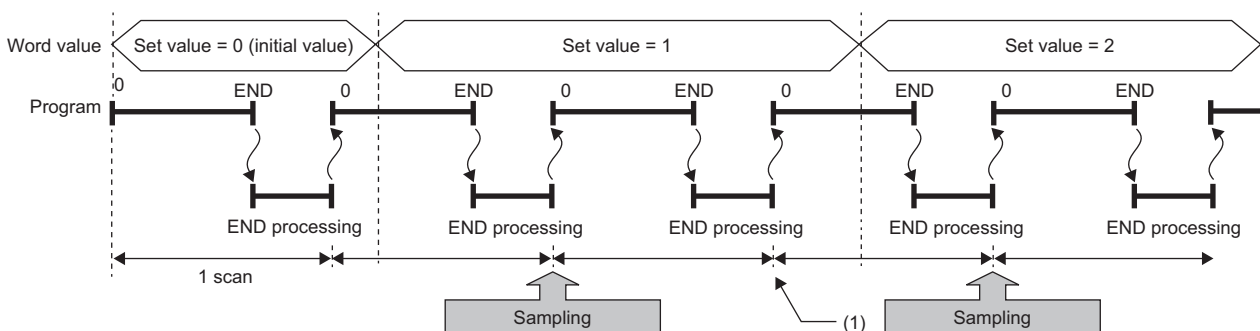 Word value
Set value = 0 (initial value) Set value = 1 Set value = 2
0 END 0 END 0 END 0 END 0 END
Program
END processing END processing END processing END processing END processing
1 scan
Sampling (1) Sampling